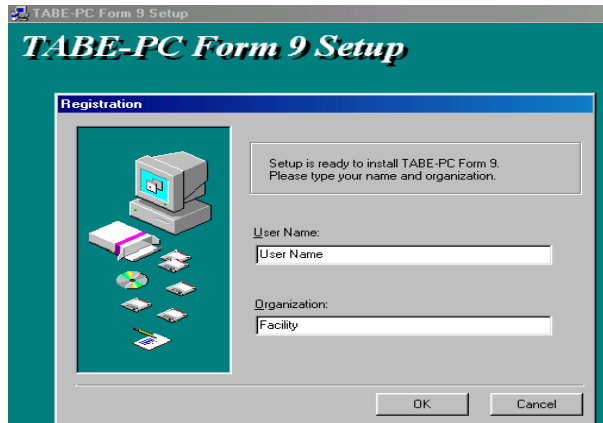 TABE-PC Form 9 Setup
TABE-PC Form 9 Setup
Registration
Setup is ready to install TABE-PC Form 9.
Please type your name and organization.
User Name:
User Name
Organization:
Facility
OK Cancel